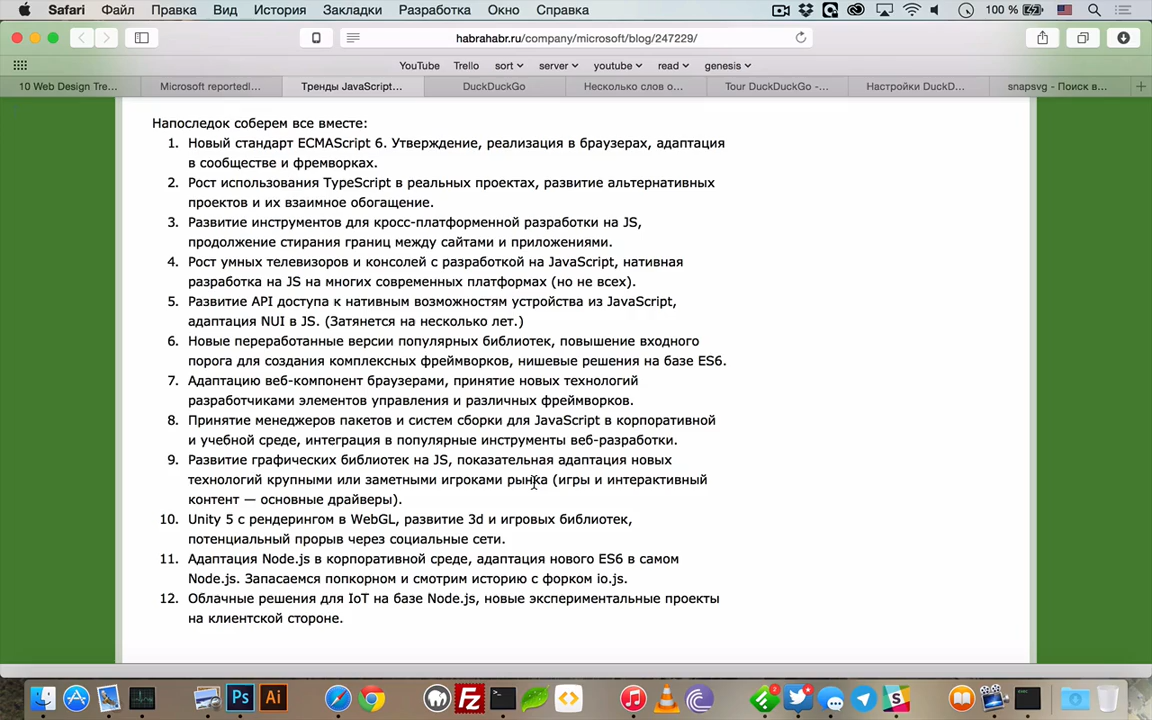 Safari Файл Правка Вид История Закладки Разработка Окно Справка 100 %
habrahabr.ru/company/microsoft/blog/247229/
YouTube Trello sort server youtube read genesis
10 Web Design Tre... Microsoft reportedl... Тренды JavaScript... DuckDuckGo Несколько слов о... Tour DuckDuckGo -... Настройки DuckD... snapsvg - Поиск в...
Напоследок соберем все вместе:
1. Новый стандарт ECMAScript 6. Утверждение, реализация в браузерах, адаптация
в сообществе и фремворках.
2. Рост использования TypeScript в реальных проектах, развитие альтернативных
проектов и их взаимное обогащение.
3. Развитие инструментов для кросс-платформенной разработки на JS,
продолжение стирания границ между сайтами и приложениями.
4. Рост умных телевизоров и консолей с разработкой на JavaScript, нативная
разработка на JS на многих современных платформах (но не всех).
5. Развитие API доступа к нативным возможностям устройства из JavaScript,
адаптация NUI в JS. (Затянется на несколько лет.)
6. Новые переработанные версии популярных библиотек, повышение входного
порога для создания комплексных фреймворков, нишевые решения на базе ES6.
7. Адаптацию веб-компонент браузерами, принятие новых технологий
разработчиками элементов управления и различных фреймворков.
8. Принятие менеджеров пакетов и систем сборки для JavaScript в корпоративной
и учебной среде, интеграция в популярные инструменты веб-разработки.
9. Развитие графических библиотек на JS, показательная адаптация новых
технологий крупными или заметными игроками рынка (игры и интерактивный
контент — основные драйверы).
10. Unity 5 с рендерингом в WebGL, развитие 3d и игровых библиотек,
потенциальный прорыв через социальные сети.
11. Адаптация Node.js в корпоративной среде, адаптация нового ES6 в самом
Node.js. Запасаемся попкорном и смотрим историю с форком io.js.
12. Облачные решения для IoT на базе Node.js, новые экспериментальные проекты
на клиентской стороне.
Ps Ai Fz